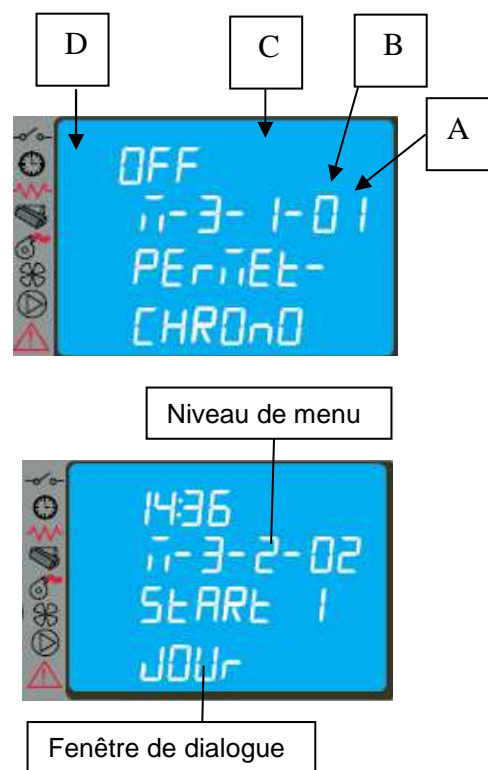 D
C
B
A
OFF
M-3-1-01
PErMEt-
CHROnO
Niveau de menu
14:36
M-3-2-02
StARt 1
JOUr
Fenêtre de dialogue